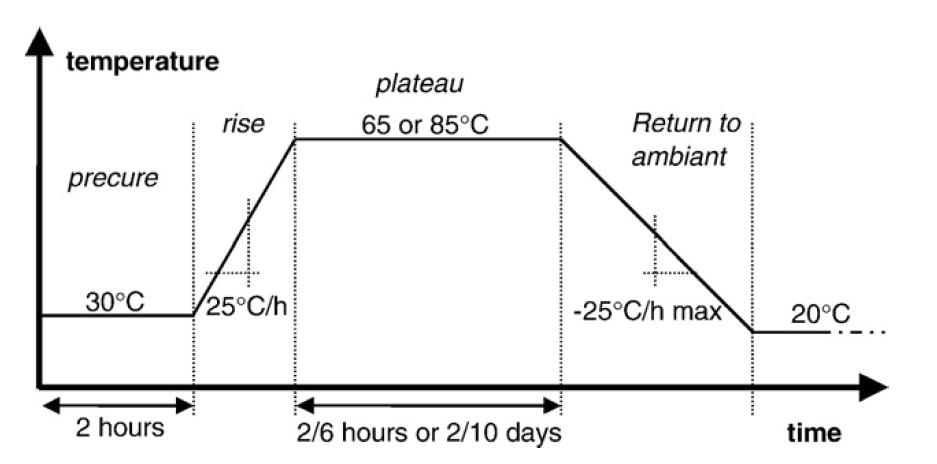 temperature
plateau
rise
65 or 85°C
Return to
ambiant
precure
30°C
25°C/h
-25°C/h max
20°C
2 hours
2/6 hours or 2/10 days
time